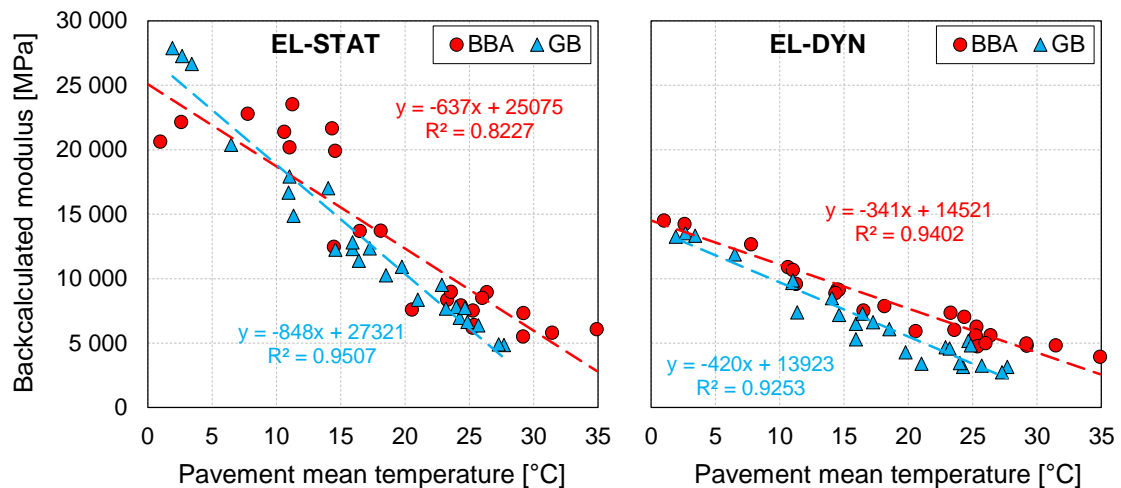 Backcalculated modulus [MPa]
30 000
25 000
20 000
15 000
10 000
5 000
0
EL-STAT
BBA GB
y = -637x + 25075
R² = 0.8227
y = -848x + 27321
R² = 0.9507
0 5 10 15 20 25 30 35
Pavement mean temperature [°C]
EL-DYN
BBA GB
y = -341x + 14521
R² = 0.9402
y = -420x + 13923
R² = 0.9253
0 5 10 15 20 25 30 35
Pavement mean temperature [°C]